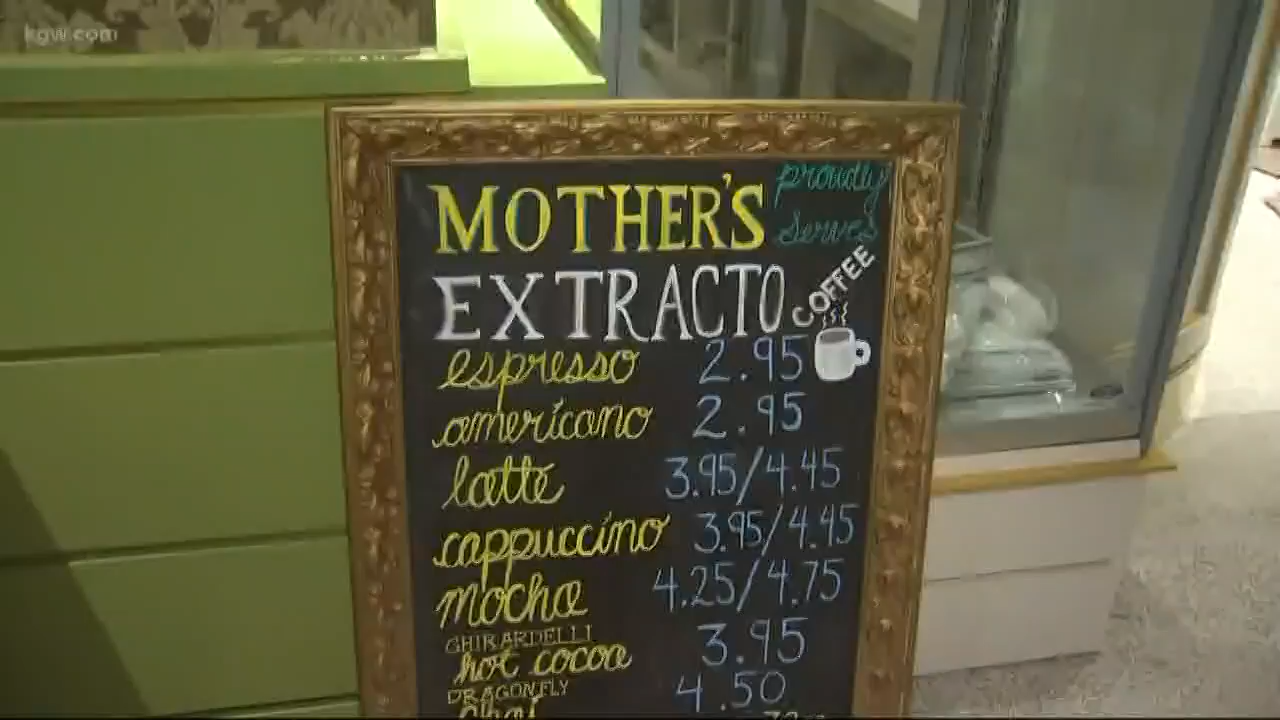 kgw.com
MOTHER'S proudly serves
EXTRACTO COFFEE
espresso 2.95
americano 2.95
latte 3.95/4.45
cappuccino 3.95/4.45
mocha 4.25/4.75
GHIRARDELLI
hot cocoa 3.95
DRAGONFLY
chai 4.50